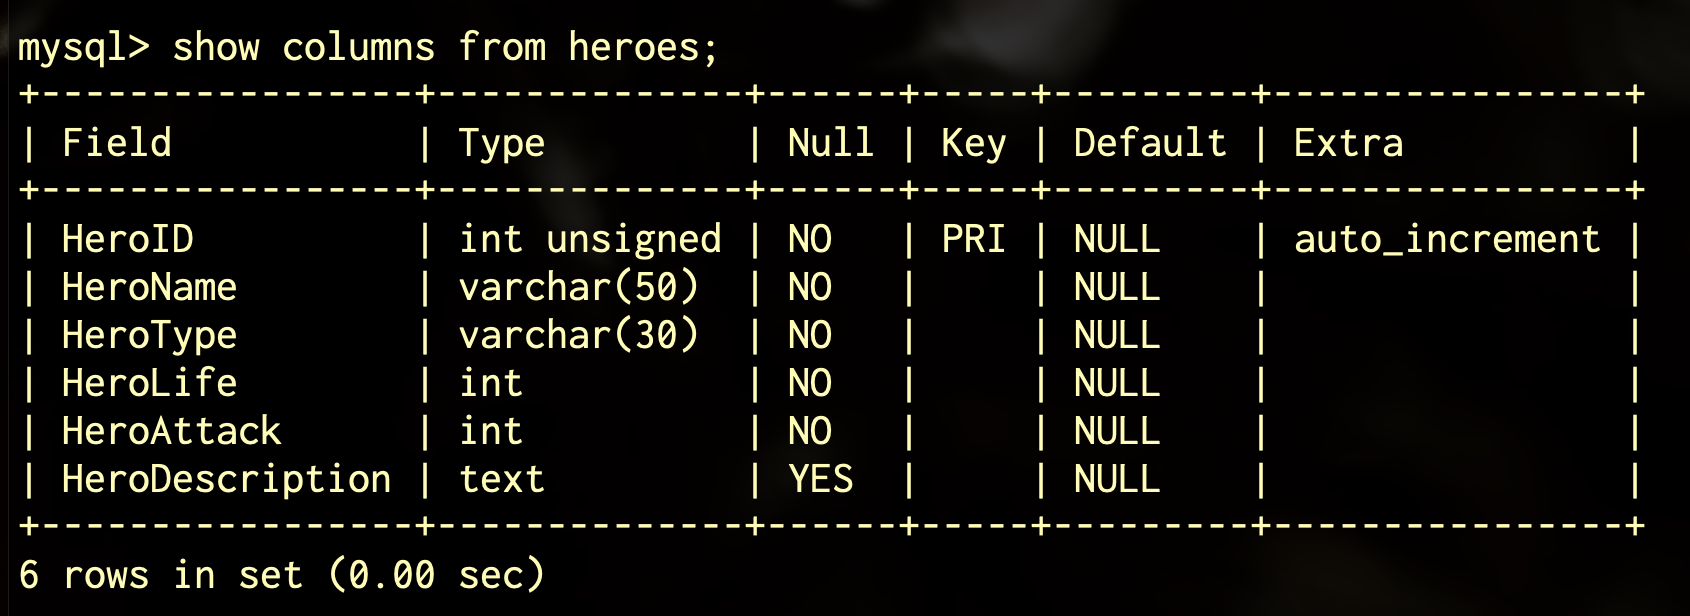 mysql> show columns from heroes;
+-----------------+--------------+------+-----+---------+----------------+
| Field           | Type         | Null | Key | Default | Extra          |
+-----------------+--------------+------+-----+---------+----------------+
| HeroID          | int unsigned | NO   | PRI | NULL    | auto_increment |
| HeroName        | varchar(50)  | NO   |     | NULL    |                |
| HeroType        | varchar(30)  | NO   |     | NULL    |                |
| HeroLife        | int          | NO   |     | NULL    |                |
| HeroAttack      | int          | NO   |     | NULL    |                |
| HeroDescription | text         | YES  |     | NULL    |                |
+-----------------+--------------+------+-----+---------+----------------+
6 rows in set (0.00 sec)